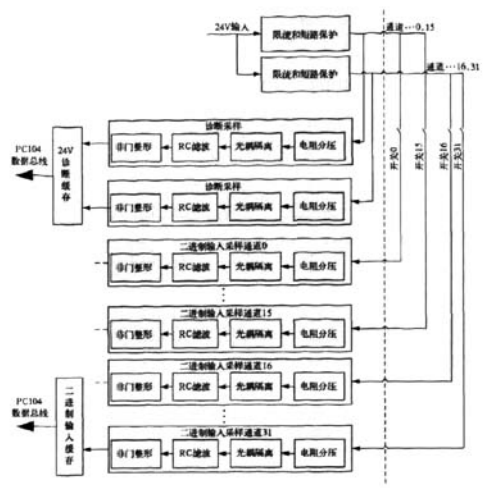 24V输入
限流和短路保护
通道…0,15
限流和短路保护
通道…16,31
诊断采样
非门整形
RC滤波
光耦隔离
电阻分压
PC104
数据总线
24V诊断缓存
诊断采样
非门整形
RC滤波
光耦隔离
电阻分压
开关0
开关15
开关16
开关31
二进制输入采样通道0
非门整形
RC滤波
光耦隔离
电阻分压
二进制输入采样通道15
非门整形
RC滤波
光耦隔离
电阻分压
二进制输入采样通道16
非门整形
RC滤波
光耦隔离
电阻分压
PC104
数据总线
二进制输入缓存
二进制输入采样通道31
非门整形
RC滤波
光耦隔离
电阻分压